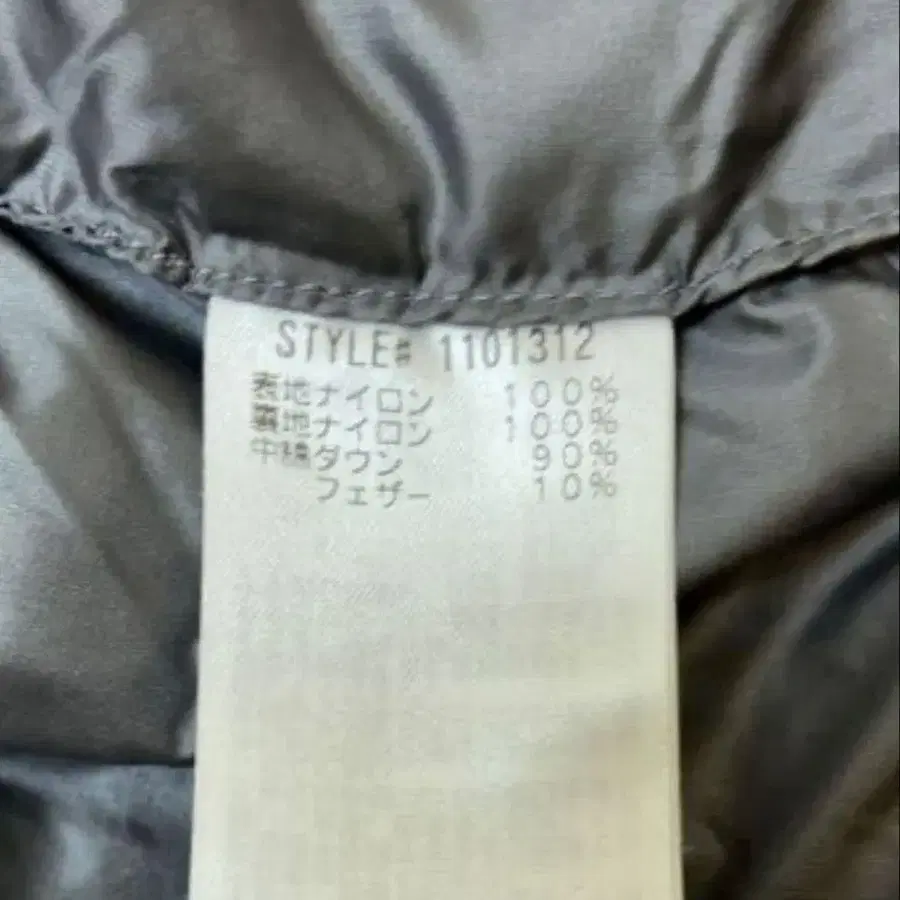 STYLE# 1101312
表地ナイロン 100%
裏地ナイロン 100%
中綿ダウン 90%
フェザー 10%